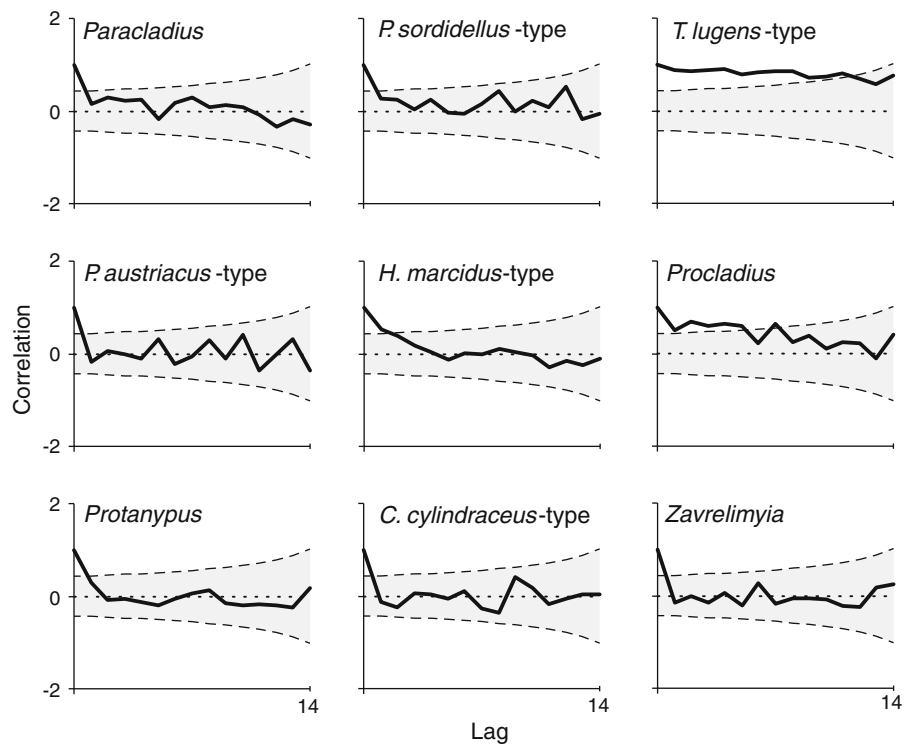 2
Paracladius
P. sordidellus -type
T. lugens -type
0
-2
2
P. austriacus -type
H. marcidus-type
Procladius
0
-2
Correlation
2
Protanypus
C. cylindraceus-type
Zavrelimyia
0
-2
14
14
14
Lag